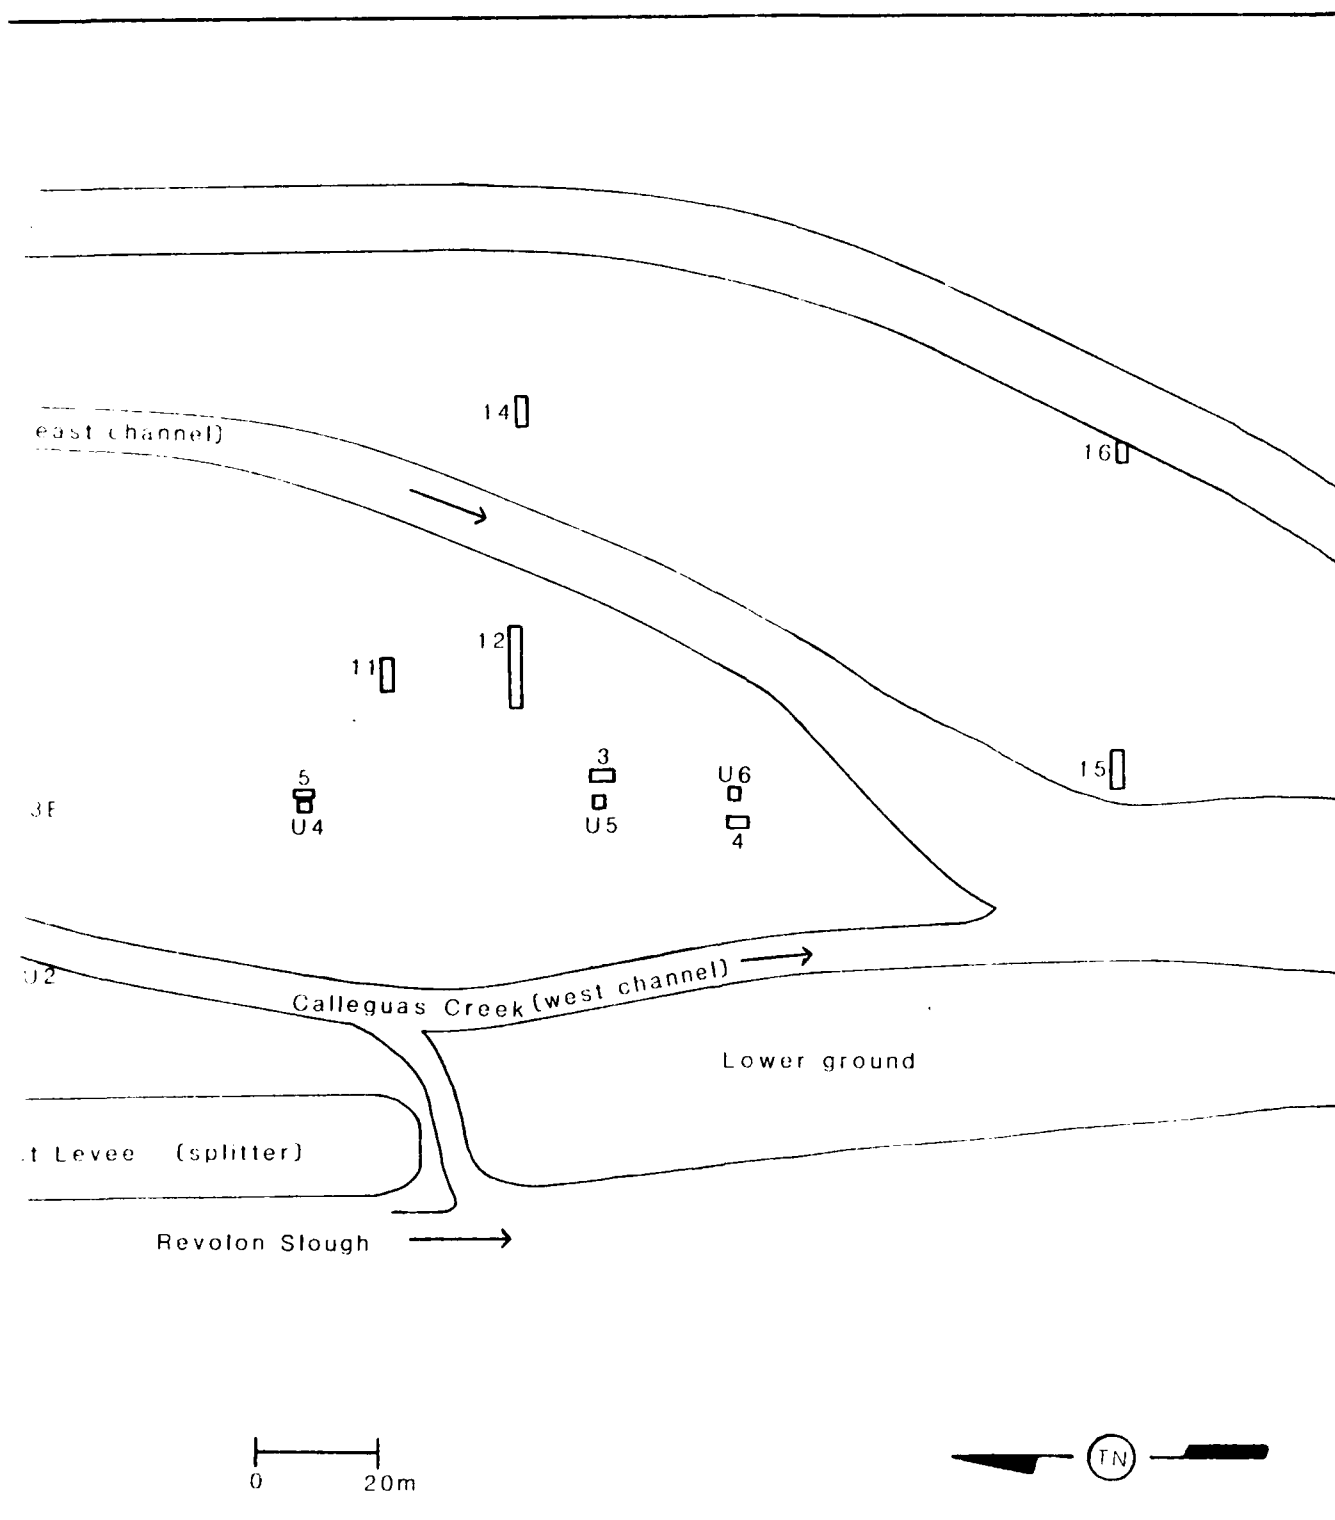 14
east channel)
16
12
11
3
U6
15
5
U5
U4
4
U2
Calleguas Creek (west channel)
Lower ground
t Levee (splitter)
Revolon Slough
0 20m
TN